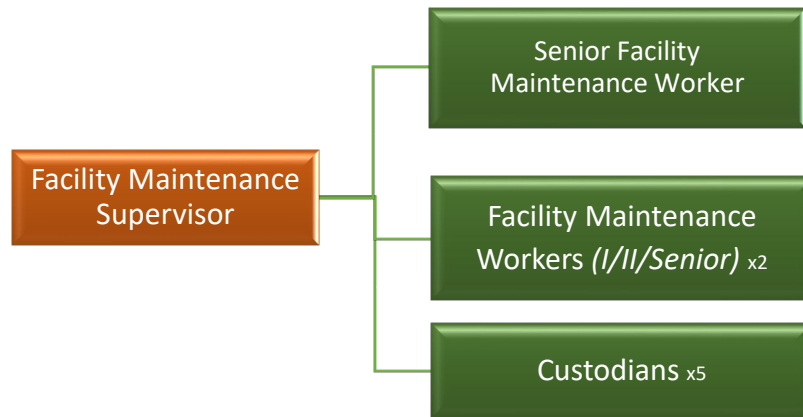 Senior Facility
Maintenance Worker
Facility Maintenance
Supervisor
Facility Maintenance
Workers (I/II/Senior) x2
Custodians x5